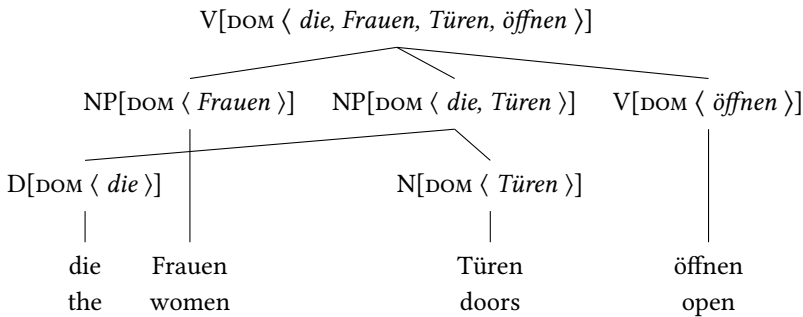 V[DOM ⟨ die, Frauen, Türen, öffnen ⟩]
NP[DOM ⟨ Frauen ⟩] NP[DOM ⟨ die, Türen ⟩] V[DOM ⟨ öffnen ⟩]
D[DOM ⟨ die ⟩] N[DOM ⟨ Türen ⟩]
die Frauen Türen öffnen
the women doors open